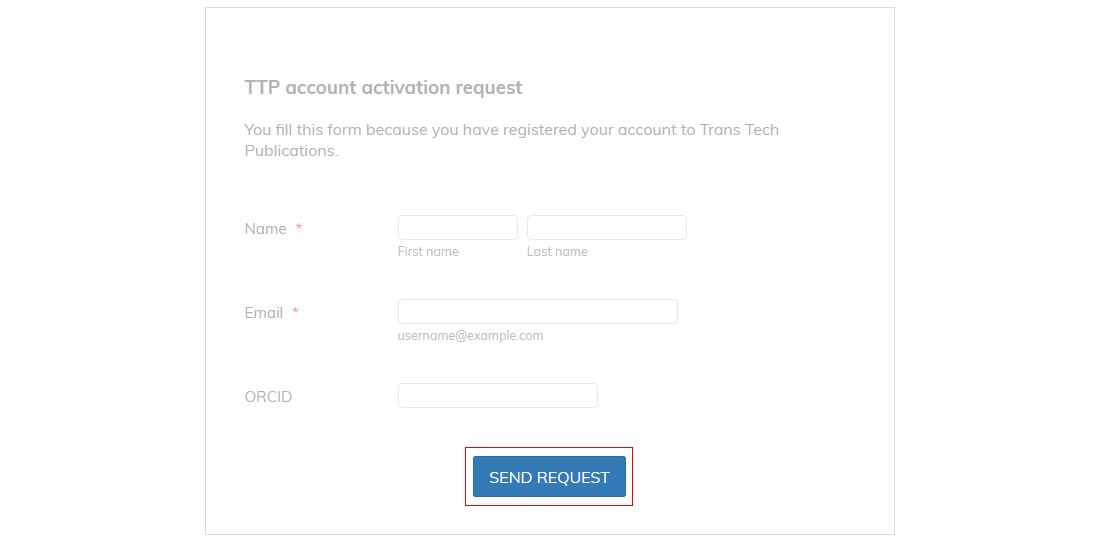 TTP account activation request
You fill this form because you have registered your account to Trans Tech
Publications.
Name *
First name Last name
Email *
username@example.com
ORCID
SEND REQUEST